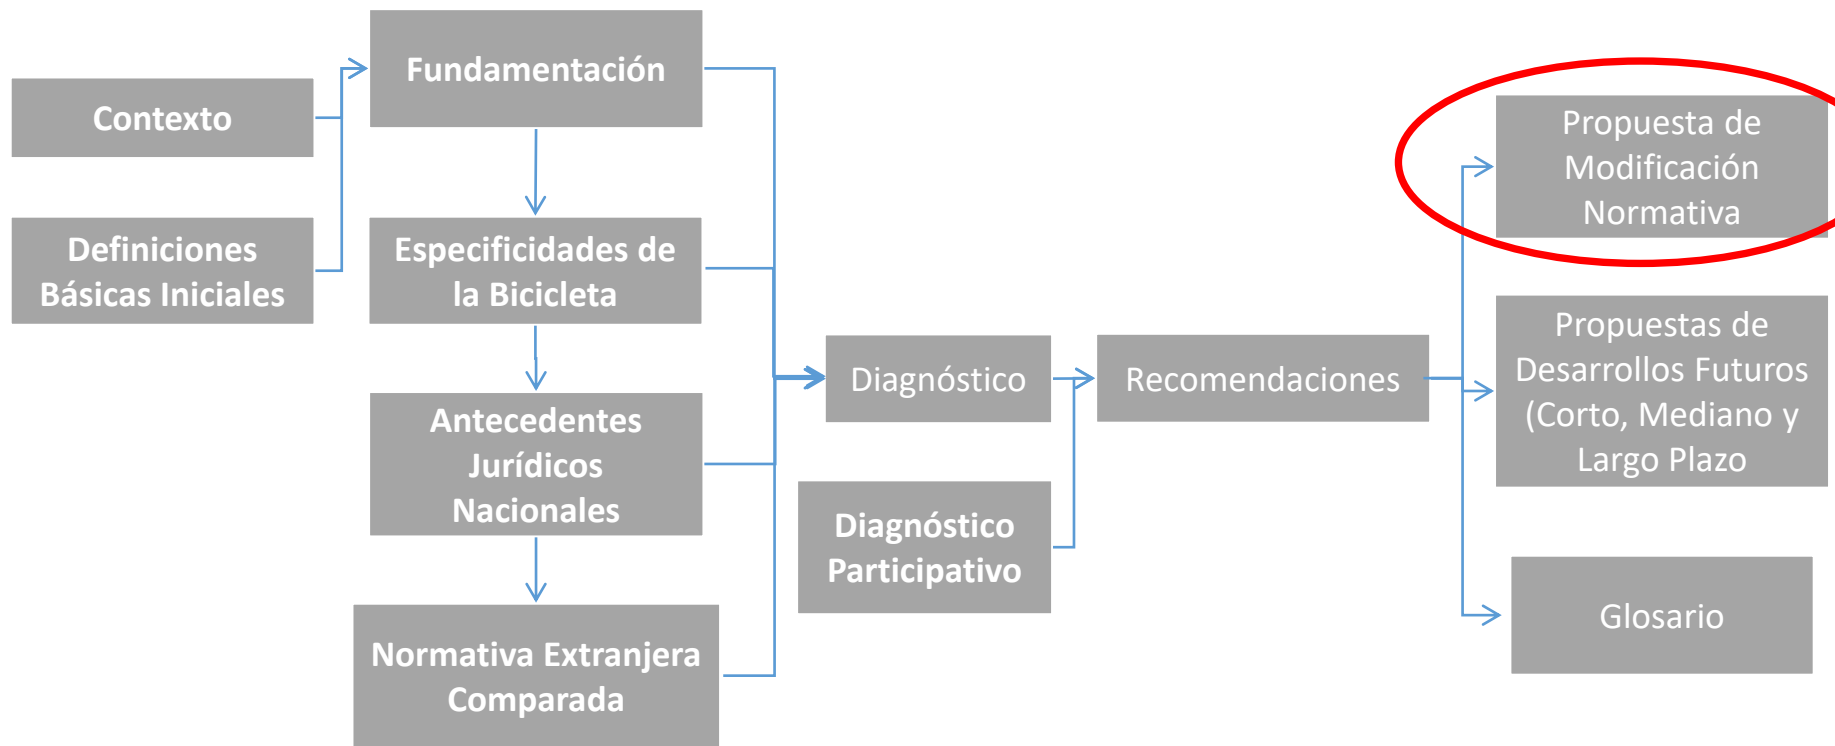 Contexto
Definiciones
Básicas Iniciales
Fundamentación
Especificidades de
la Bicicleta
Antecedentes
Jurídicos
Nacionales
Normativa Extranjera
Comparada
Diagnóstico
Diagnóstico
Participativo
Recomendaciones
Propuesta de
Modificación
Normativa
Propuestas de
Desarrollos Futuros
(Corto, Mediano y
Largo Plazo
Glosario